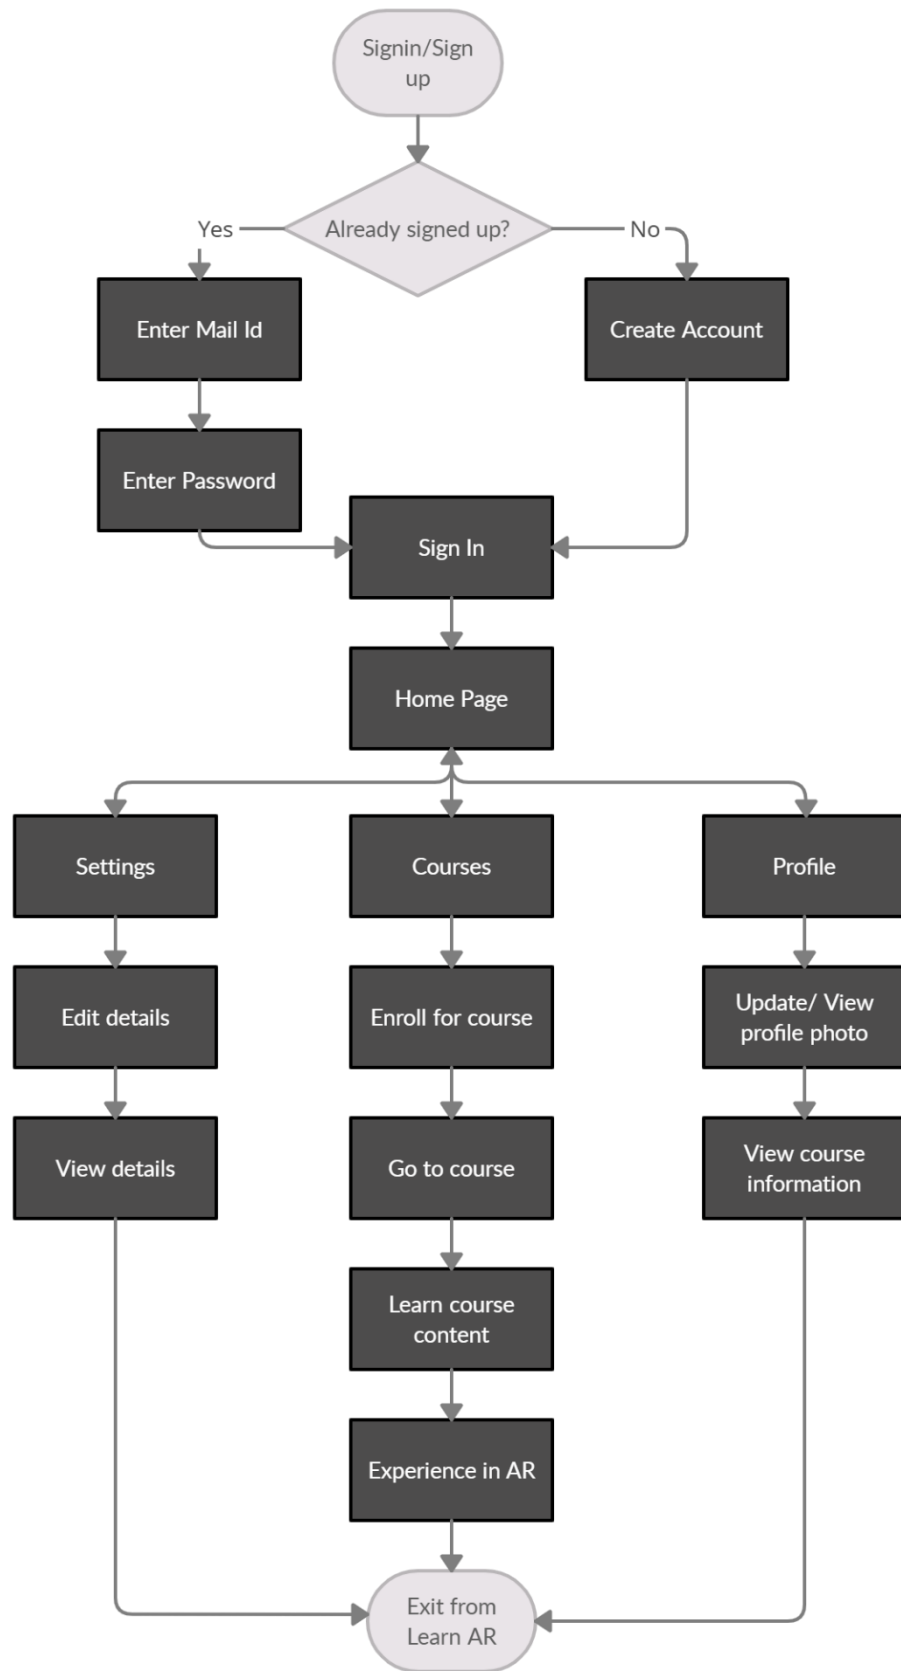 Signin/Sign
up
Already signed up?
Yes
No
Enter Mail Id
Create Account
Enter Password
Sign In
Home Page
Settings
Courses
Profile
Edit details
Enroll for course
Update/ View
profile photo
View details
Go to course
View course
information
Learn course
content
Experience in AR
Exit from
Learn AR